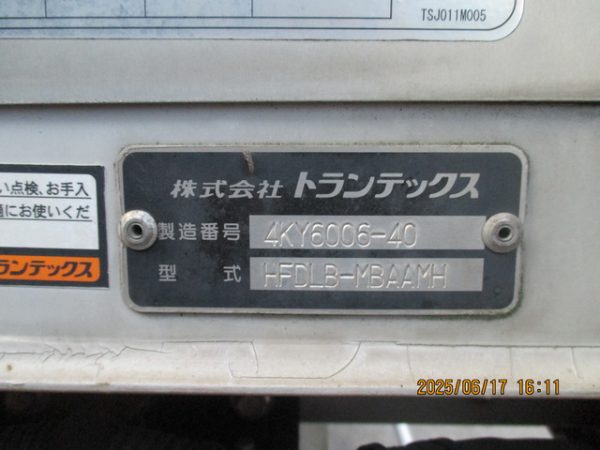 TSJ011M005
い点検、お手入
にお使いくだ
ランテックス
株式会社 トランテックス
製造番号 4KY6006-40
型式 HFDLB-MBAAMH
2025/06/17 16:11